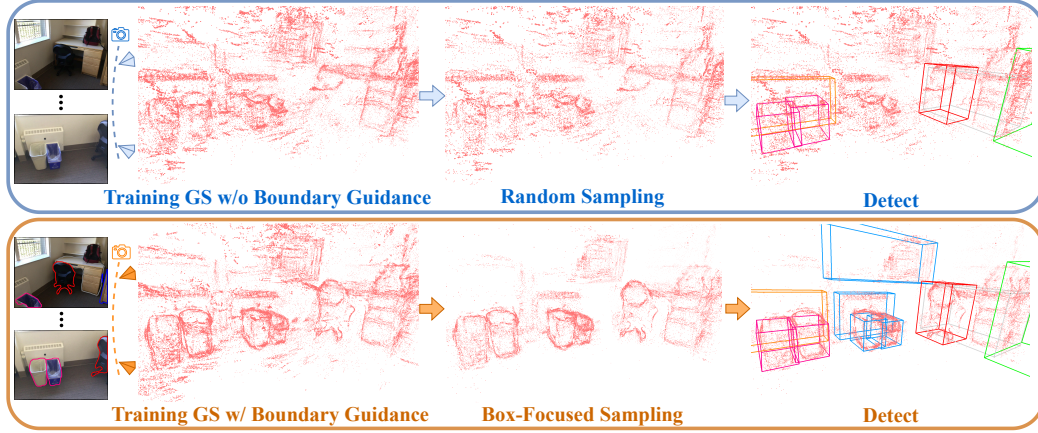 Training GS w/o Boundary Guidance
Random Sampling
Detect
Training GS w/ Boundary Guidance
Box-Focused Sampling
Detect